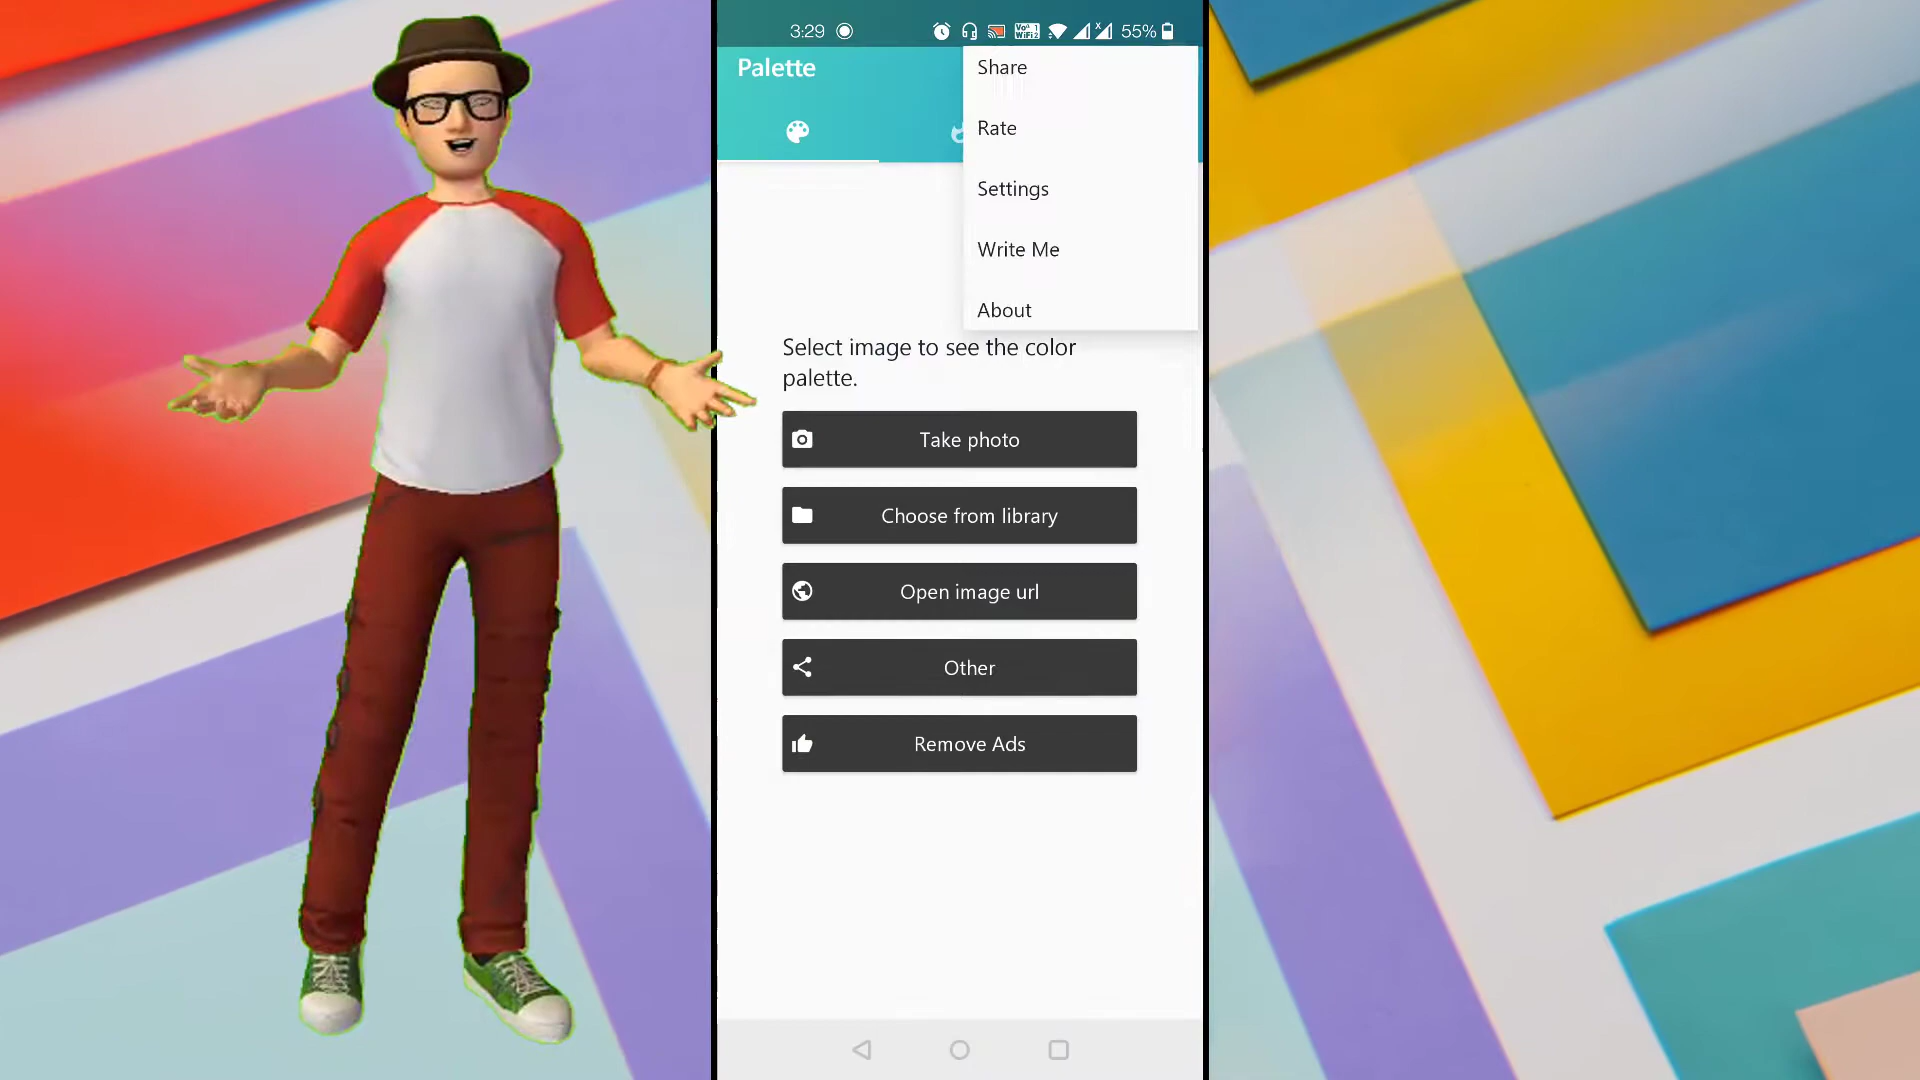 3:29
55%
Palette
Share
Rate
Settings
Write Me
About
Select image to see the color
palette.
Take photo
Choose from library
Open image url
Other
Remove Ads